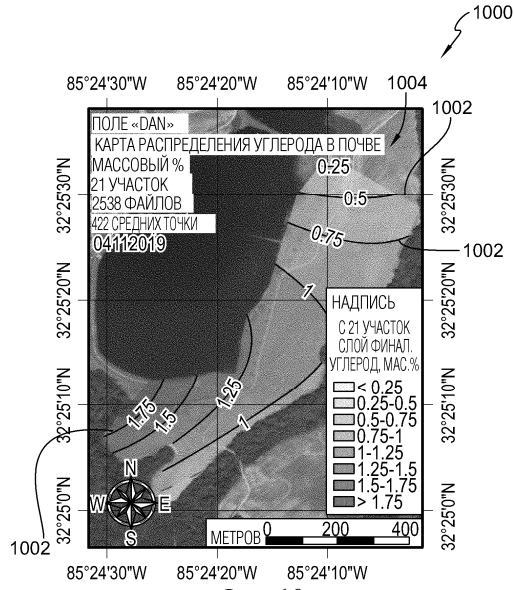 1000
85°24'30"W 85°24'20"W 85°24'10"W
1004
1002
ПОЛЕ «DAN»
КАРТА РАСПРЕДЕЛЕНИЯ УГЛЕРОДА В ПОЧВЕ
МАССОВЫЙ %
21 УЧАСТОК
2538 ФАЙЛОВ
422 СРЕДНИХ ТОЧКИ
04112019
0.25
0.5
0.75
1002
1
1.25
1
1.75
1.5
32°25'30"N
32°25'20"N
32°25'10"N
32°25'0"N
32°25'30"N
32°25'20"N
32°25'10"N
32°25'0"N
НАДПИСЬ
С 21 УЧАСТОК
СЛОЙ ФИНАЛ.
УГЛЕРОД, МАС.%
< 0.25
0.25-0.5
0.5-0.75
0.75-1
1-1.25
1.25-1.5
1.5-1.75
> 1.75
N
W E
S
1002
МЕТРОВ 0 200 400
85°24'30"W 85°24'20"W 85°24'10"W